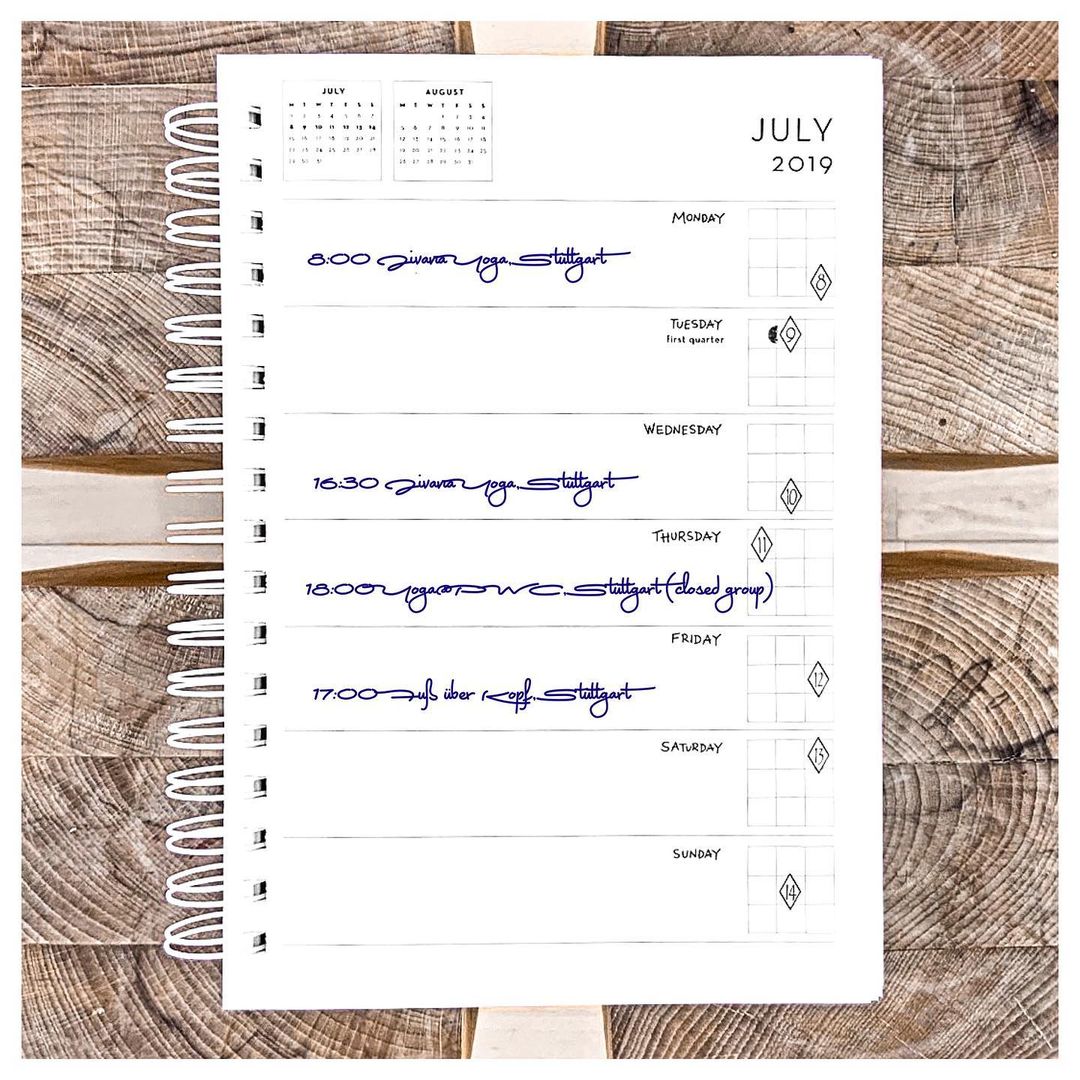 JULY
M T W T F S S
1 2 3 4 5 6 7
8 9 10 11 12 13 14
15 16 17 18 19 20 21
22 23 24 25 26 27 28
29 30 31
AUGUST
M T W T F S S
1 2 3 4
5 6 7 8 9 10 11
12 13 14 15 16 17 18
19 20 21 22 23 24 25
26 27 28 29 30 31
JULY
2019
MONDAY
8
8:00 Jivana Yoga, Stuttgart
TUESDAY
first quarter
9
WEDNESDAY
10
16:30 Jivana Yoga, Stuttgart
THURSDAY
11
18:00 Yoga@PWC, Stuttgart (closed group)
FRIDAY
12
17:00 Fuß über Kopf, Stuttgart
SATURDAY
13
SUNDAY
14